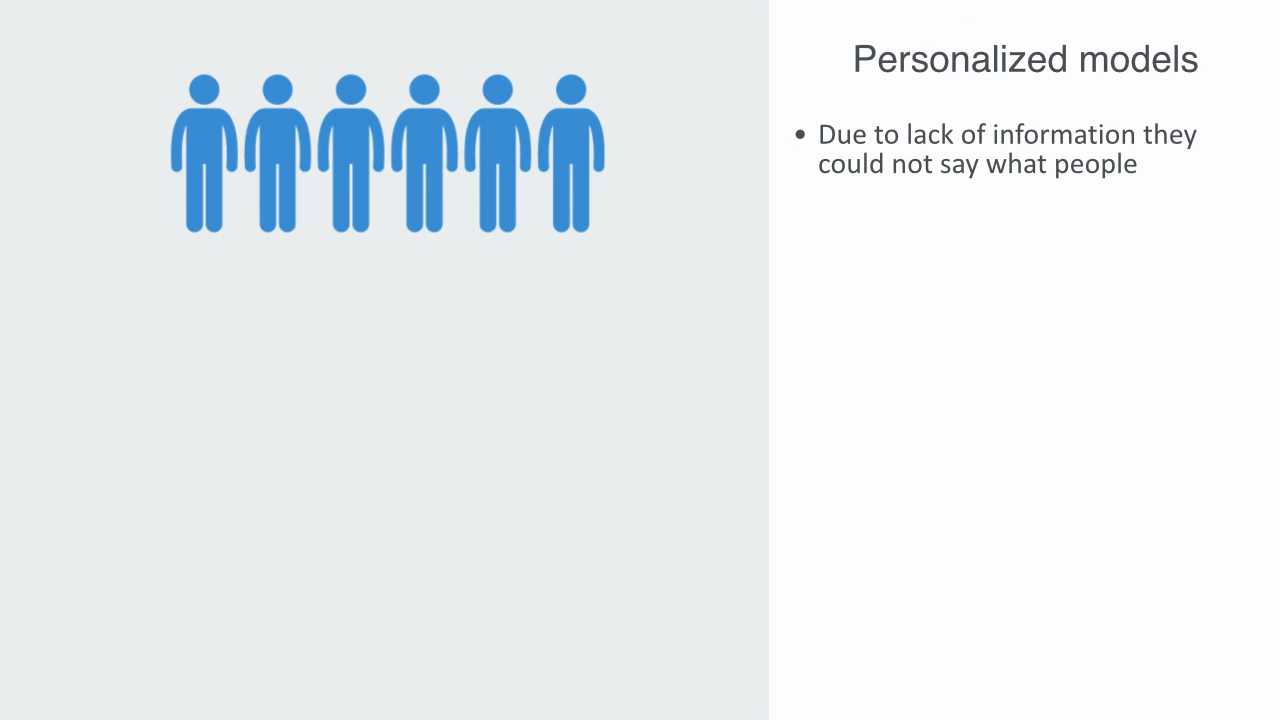 Personalized models
• Due to lack of information they
could not say what people